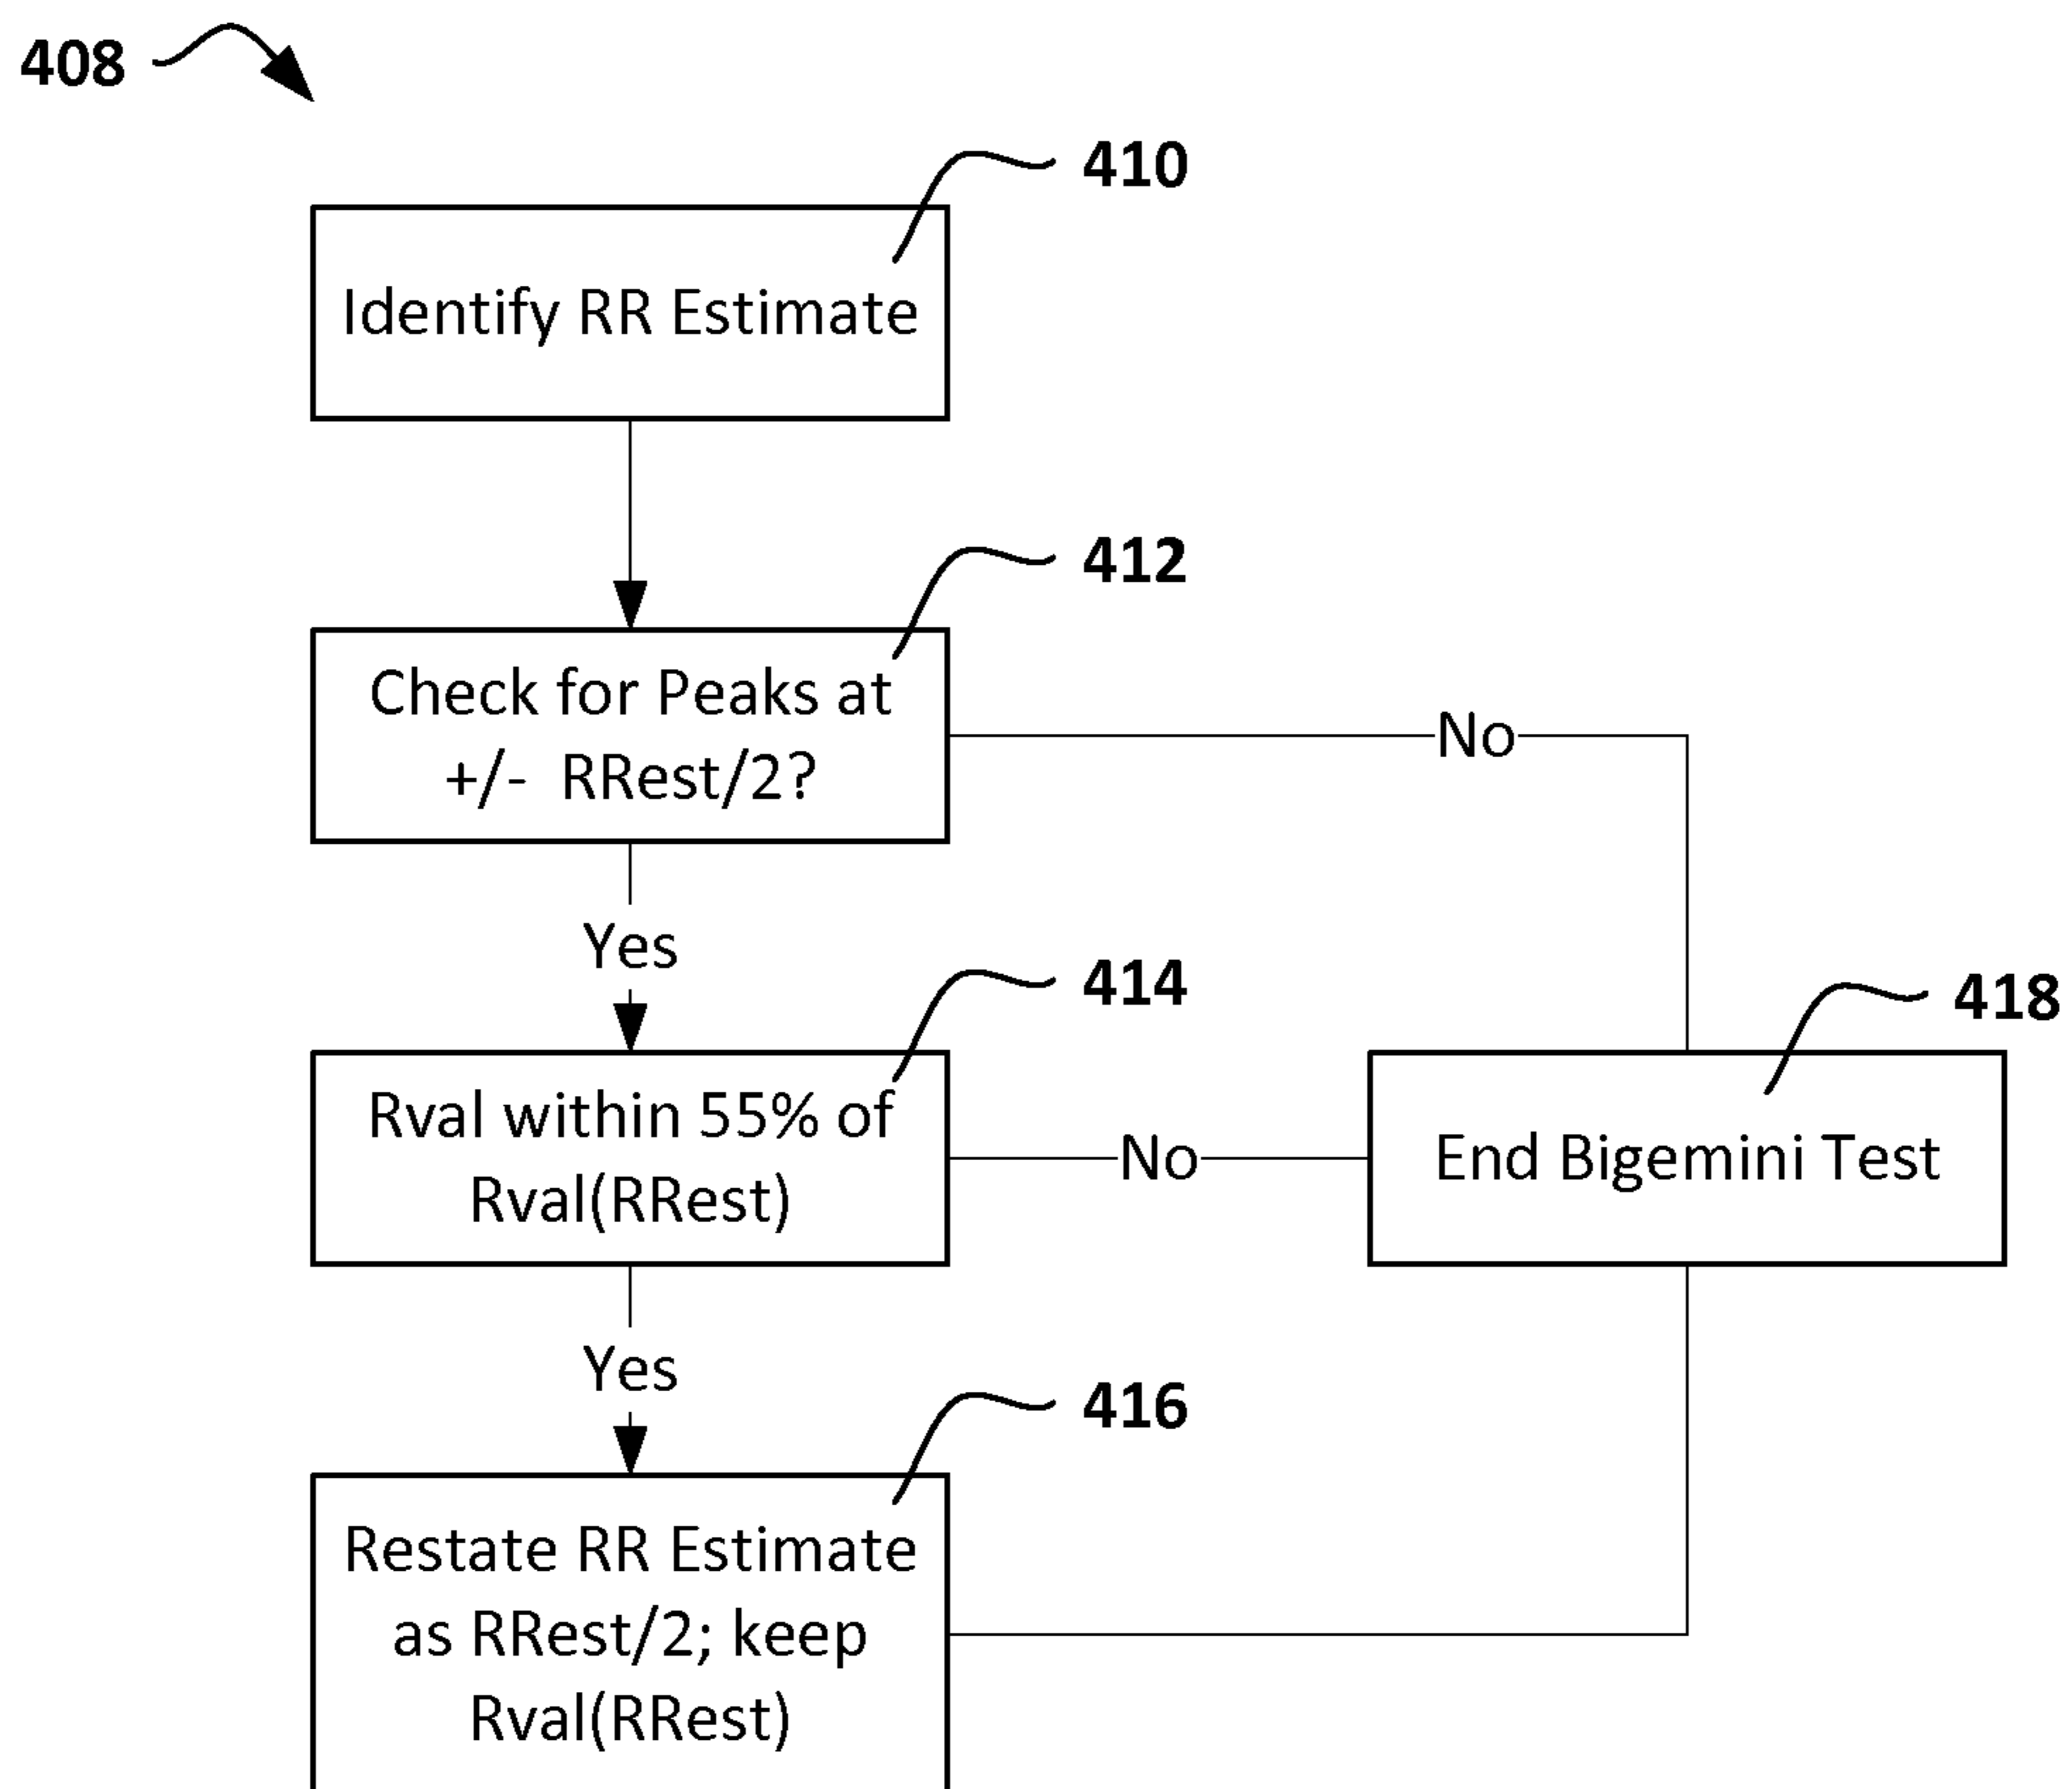 408
410
Identify RR Estimate
412
Check for Peaks at
+/- RRest/2?
No
Yes
414
418
Rval within 55% of
Rval(RRest)
No
End Bigemini Test
Yes
416
Restate RR Estimate
as RRest/2; keep
Rval(RRest)